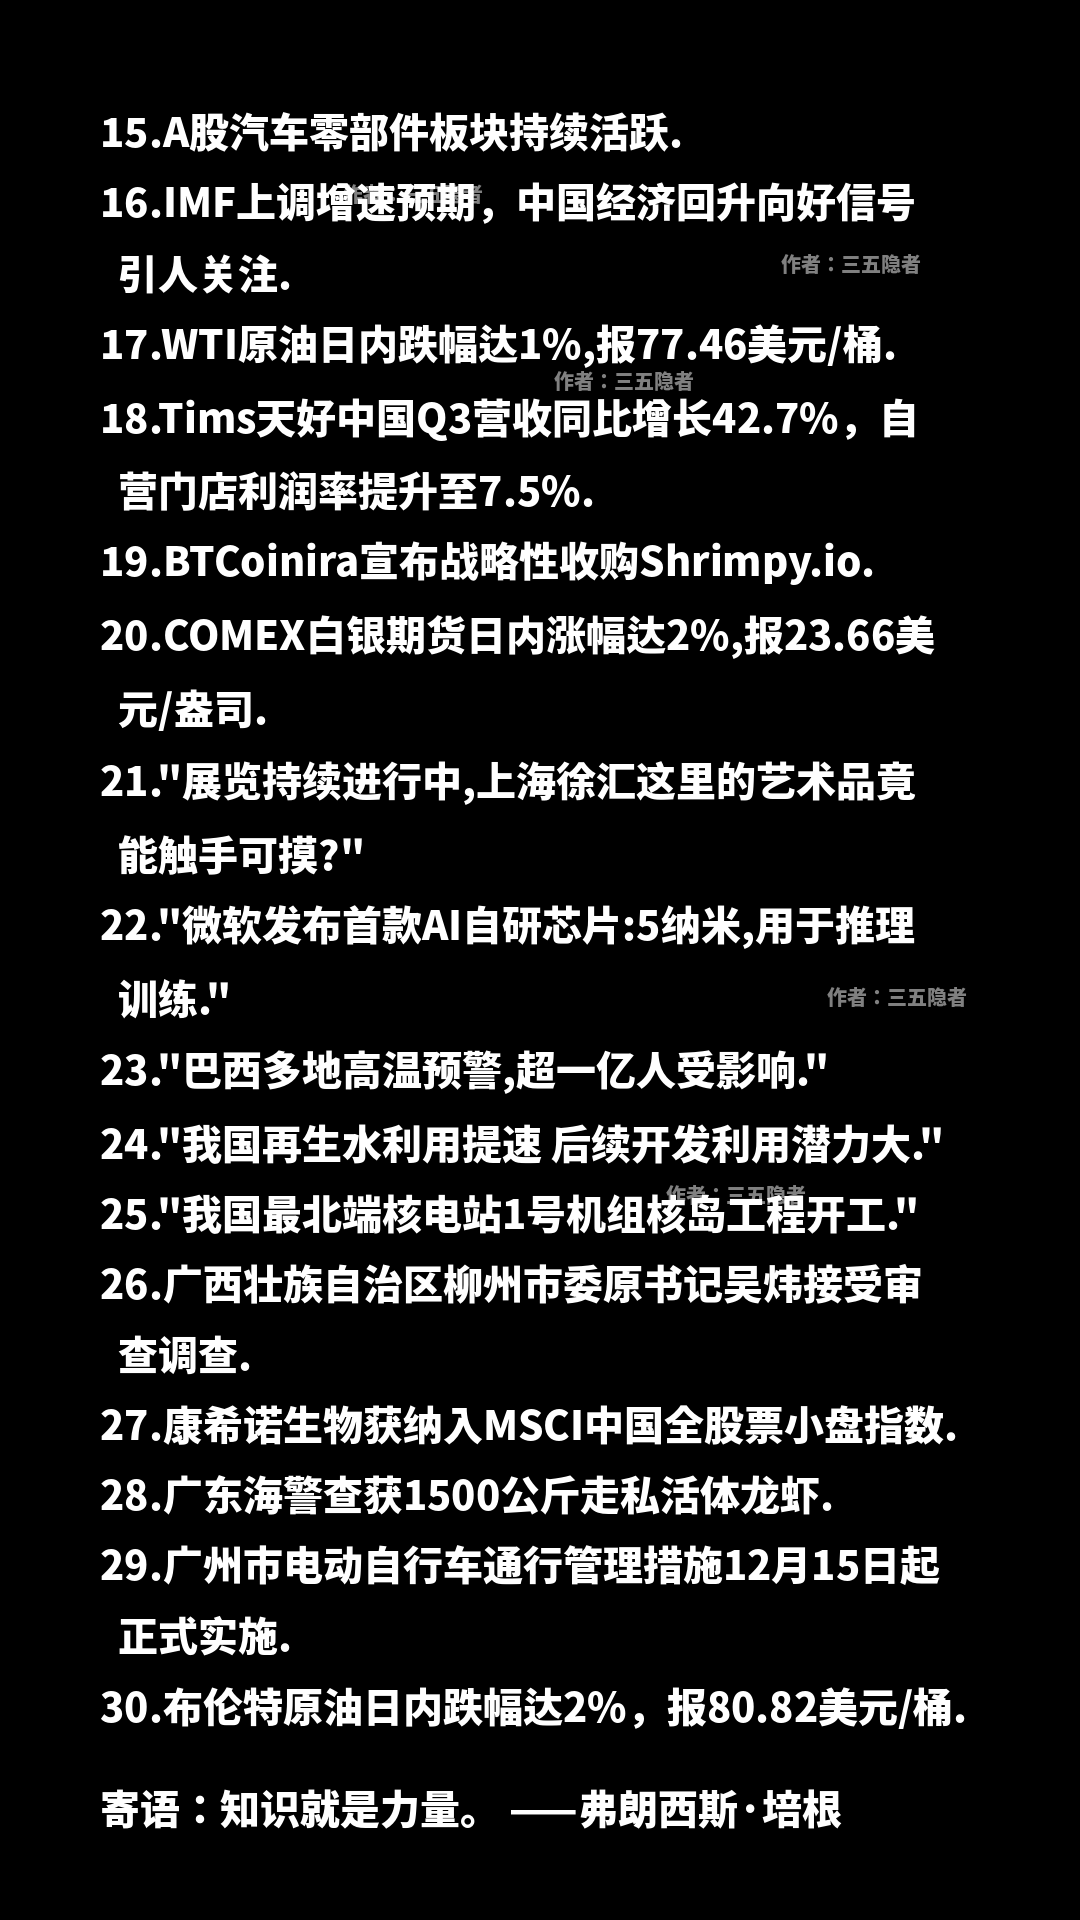 15.A股汽车零部件板块持续活跃.
16.IMF上调增速预期，中国经济回升向好信号
引人关注.
作者：三五隐者
17.WTI原油日内跌幅达1%,报77.46美元/桶.
作者：三五隐者
18.Tims天好中国Q3营收同比增长42.7%，自
营门店利润率提升至7.5%.
19.BTCoinira宣布战略性收购Shrimpy.io.
20.COMEX白银期货日内涨幅达2%,报23.66美
元/盎司.
21."展览持续进行中,上海徐汇这里的艺术品竟
能触手可摸?"
22."微软发布首款AI自研芯片:5纳米,用于推理
训练."
作者：三五隐者
23."巴西多地高温预警,超一亿人受影响."
24."我国再生水利用提速 后续开发利用潜力大."
作者：三五隐者
25."我国最北端核电站1号机组核岛工程开工."
26.广西壮族自治区柳州市委原书记吴炜接受审
查调查.
27.康希诺生物获纳入MSCI中国全股票小盘指数.
28.广东海警查获1500公斤走私活体龙虾.
29.广州市电动自行车通行管理措施12月15日起
正式实施.
30.布伦特原油日内跌幅达2%，报80.82美元/桶.
寄语：知识就是力量。 ——弗朗西斯·培根